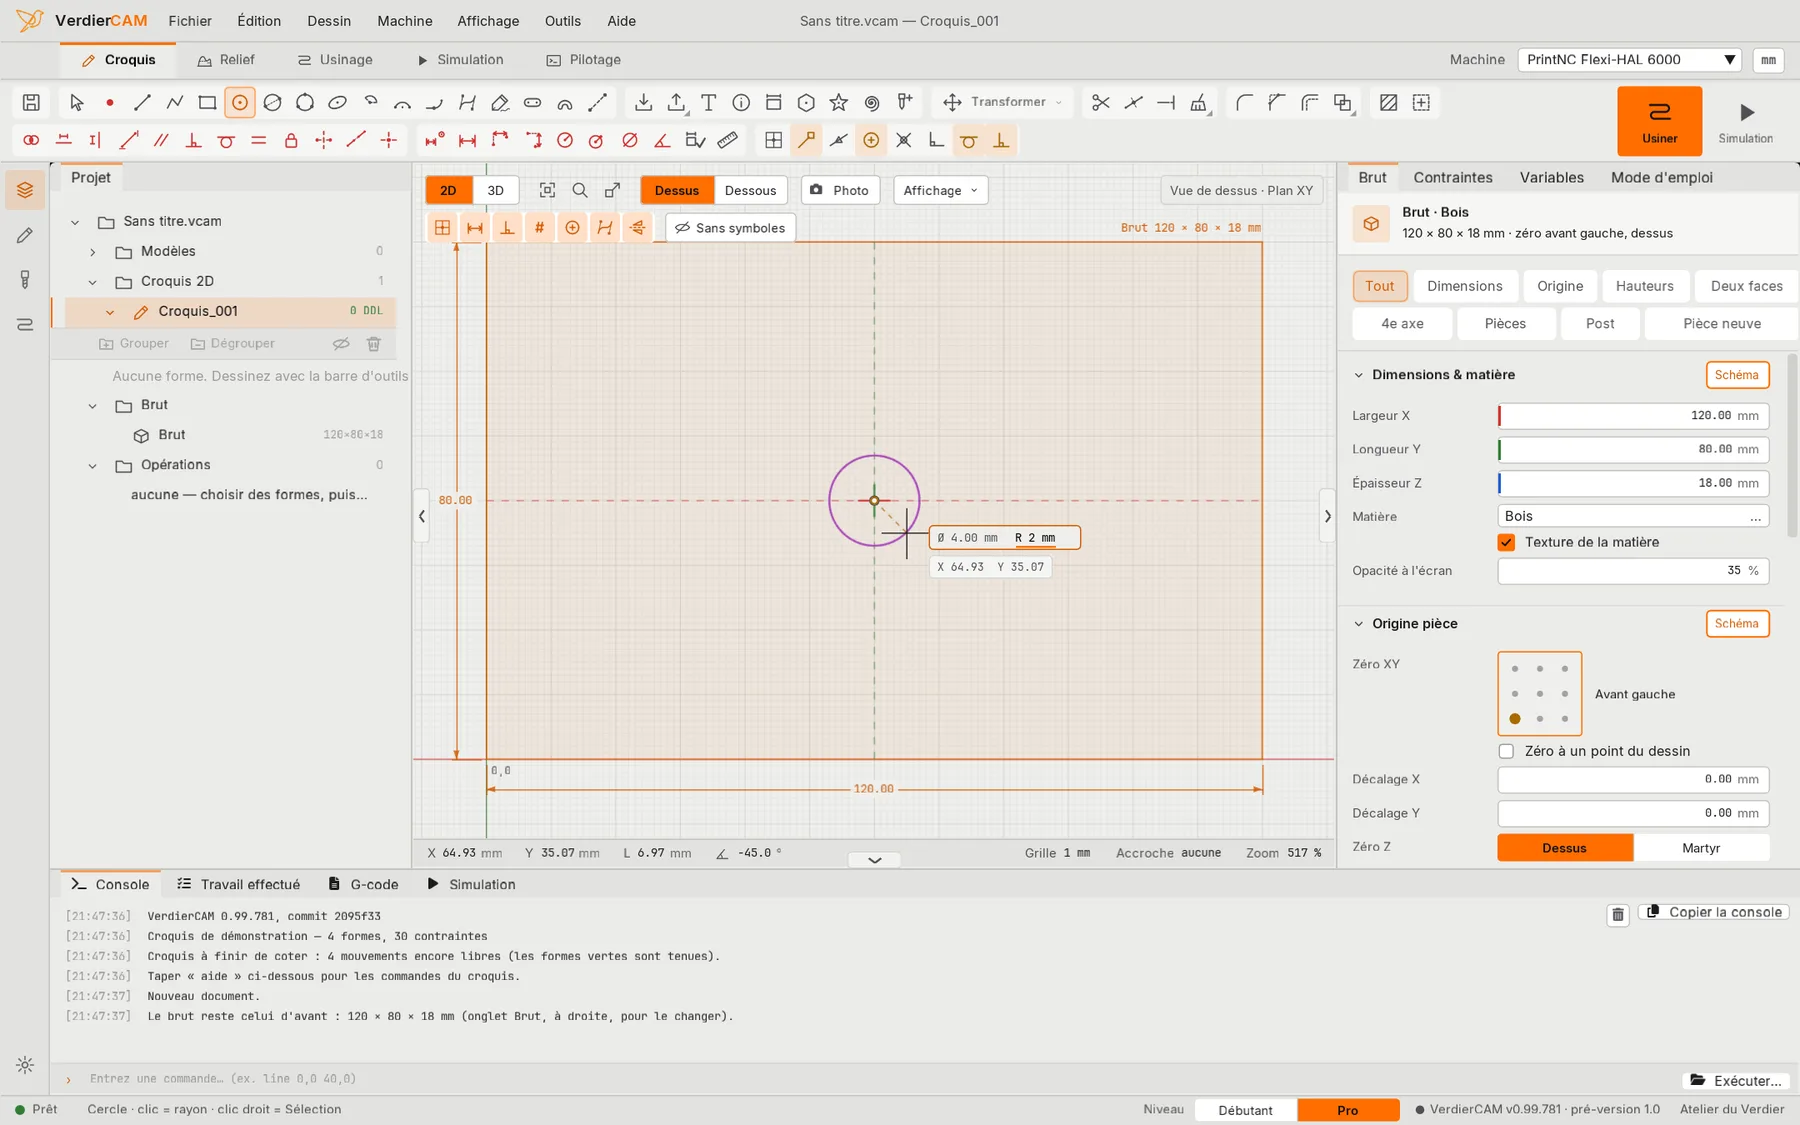 VerdierCAM Fichier Édition Dessin Machine Affichage Outils Aide Sans titre.vcam — Croquis_001
Croquis Relief Usinage Simulation Pilotage Machine PrintNC Flexi-HAL 6000 mm
Transformer
Usiner Simulation
Projet
Sans titre.vcam
Modèles 0
Croquis 2D 1
Croquis_001 0 DDL
Grouper Dégrouper
Aucune forme. Dessinez avec la barre d'outils
Brut
Brut 120×80×18
Opérations 0
aucune — choisir des formes, puis...
2D 3D Dessus Dessous Photo Affichage Vue de dessus · Plan XY
Sans symboles Brut 120 × 80 × 18 mm
80.00
Ø 4.00 mm R 2 mm
X 64.93 Y 35.07
0,0
120.00
X 64.93 mm Y 35.07 mm L 6.97 mm -45.0 ° Grille 1 mm Accroche aucune Zoom 517 %
Brut Contraintes Variables Mode d'emploi
Brut · Bois
120 × 80 × 18 mm · zéro avant gauche, dessus
Tout Dimensions Origine Hauteurs Deux faces
4e axe Pièces Post Pièce neuve
Dimensions & matière Schéma
Largeur X 120.00 mm
Longueur Y 80.00 mm
Épaisseur Z 18.00 mm
Matière Bois ...
Texture de la matière
Opacité à l'écran 35 %
Origine pièce Schéma
Zéro XY Avant gauche
Zéro à un point du dessin
Décalage X 0.00 mm
Décalage Y 0.00 mm
Zéro Z Dessus Martyr
Console Travail effectué G-code Simulation
Copier la console
[21:47:36] VerdierCAM 0.99.781, commit 2095f33
[21:47:36] Croquis de démonstration — 4 formes, 30 contraintes
[21:47:36] Croquis à finir de coter : 4 mouvements encore libres (les formes vertes sont tenues).
[21:47:36] Taper « aide » ci-dessous pour les commandes du croquis.
[21:47:37] Nouveau document.
[21:47:37] Le brut reste celui d'avant : 120 × 80 × 18 mm (onglet Brut, à droite, pour le changer).
› Entrez une commande… (ex. line 0,0 40,0) Exécuter...
Prêt Cercle · clic = rayon · clic droit = Sélection Niveau Débutant Pro VerdierCAM v0.99.781 · pré-version 1.0 Atelier du Verdier